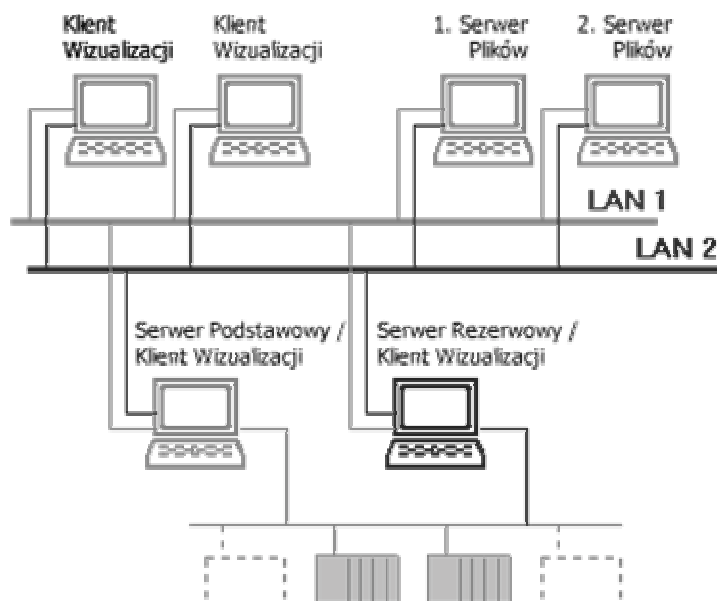 Klient
Wizualizacji
Klient
Wizualizacji
1. Serwer
Plików
2. Serwer
Plików
LAN 1
LAN 2
Serwer Podstawowy /
Klient Wizualizacji
Serwer Rezerwowy /
Klient Wizualizacji